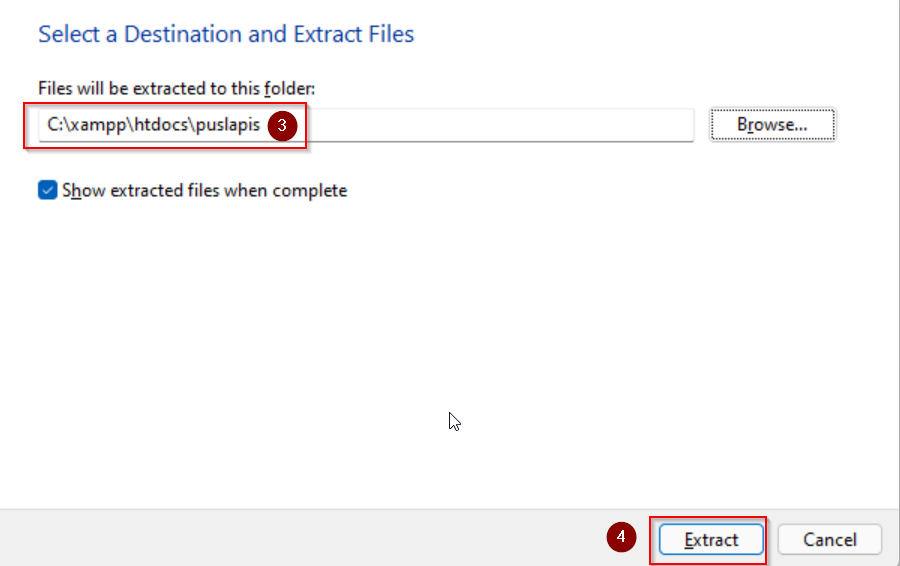 Select a Destination and Extract Files
Files will be extracted to this folder:
C:\xampp\htdocs\puslapis 3
Browse...
Show extracted files when complete
4 Extract Cancel